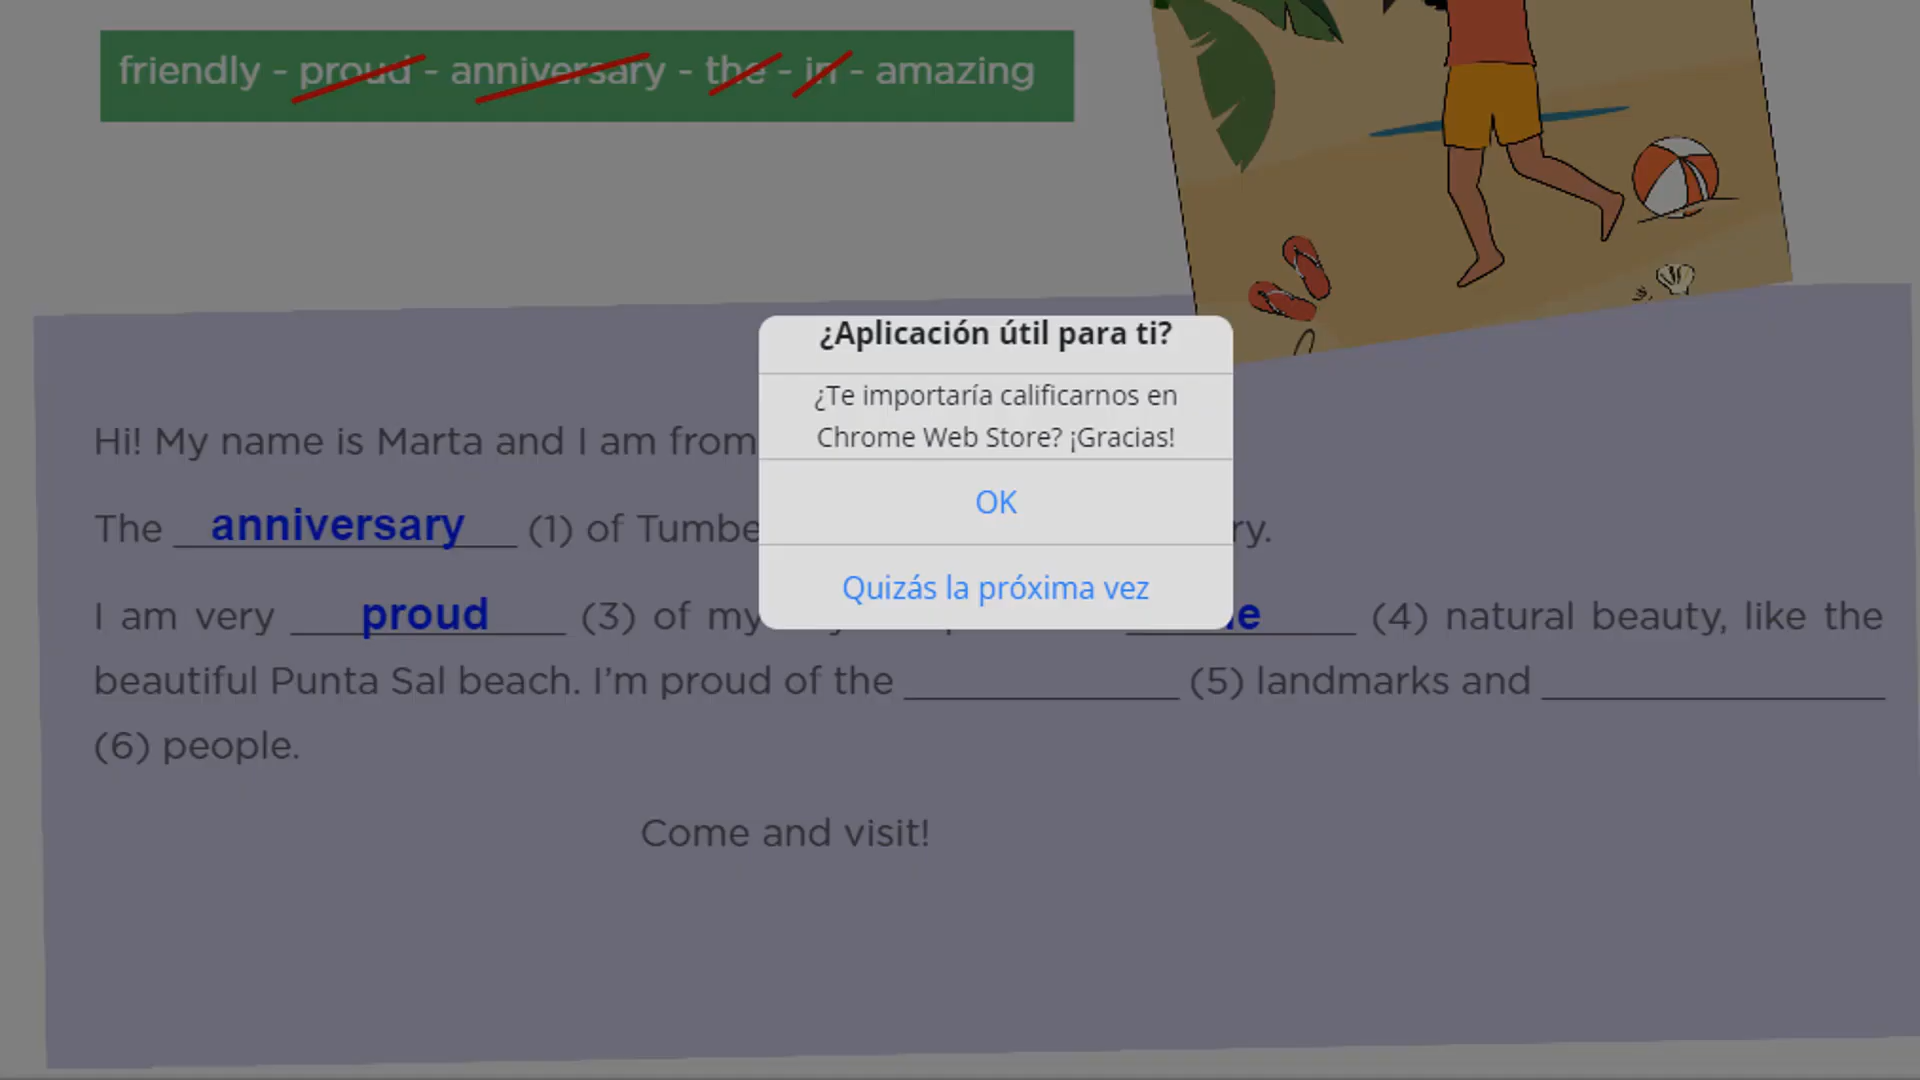 friendly - proud - anniversary - the - in - amazing
¿Aplicación útil para ti?
¿Te importaría calificarnos en
Chrome Web Store? ¡Gracias!
OK
Quizás la próxima vez
Hi! My name is Marta and I am from
The anniversary (1) of Tumbe ry.
I am very proud (3) of my (4) natural beauty, like the
beautiful Punta Sal beach. I’m proud of the (5) landmarks and
(6) people.
Come and visit!